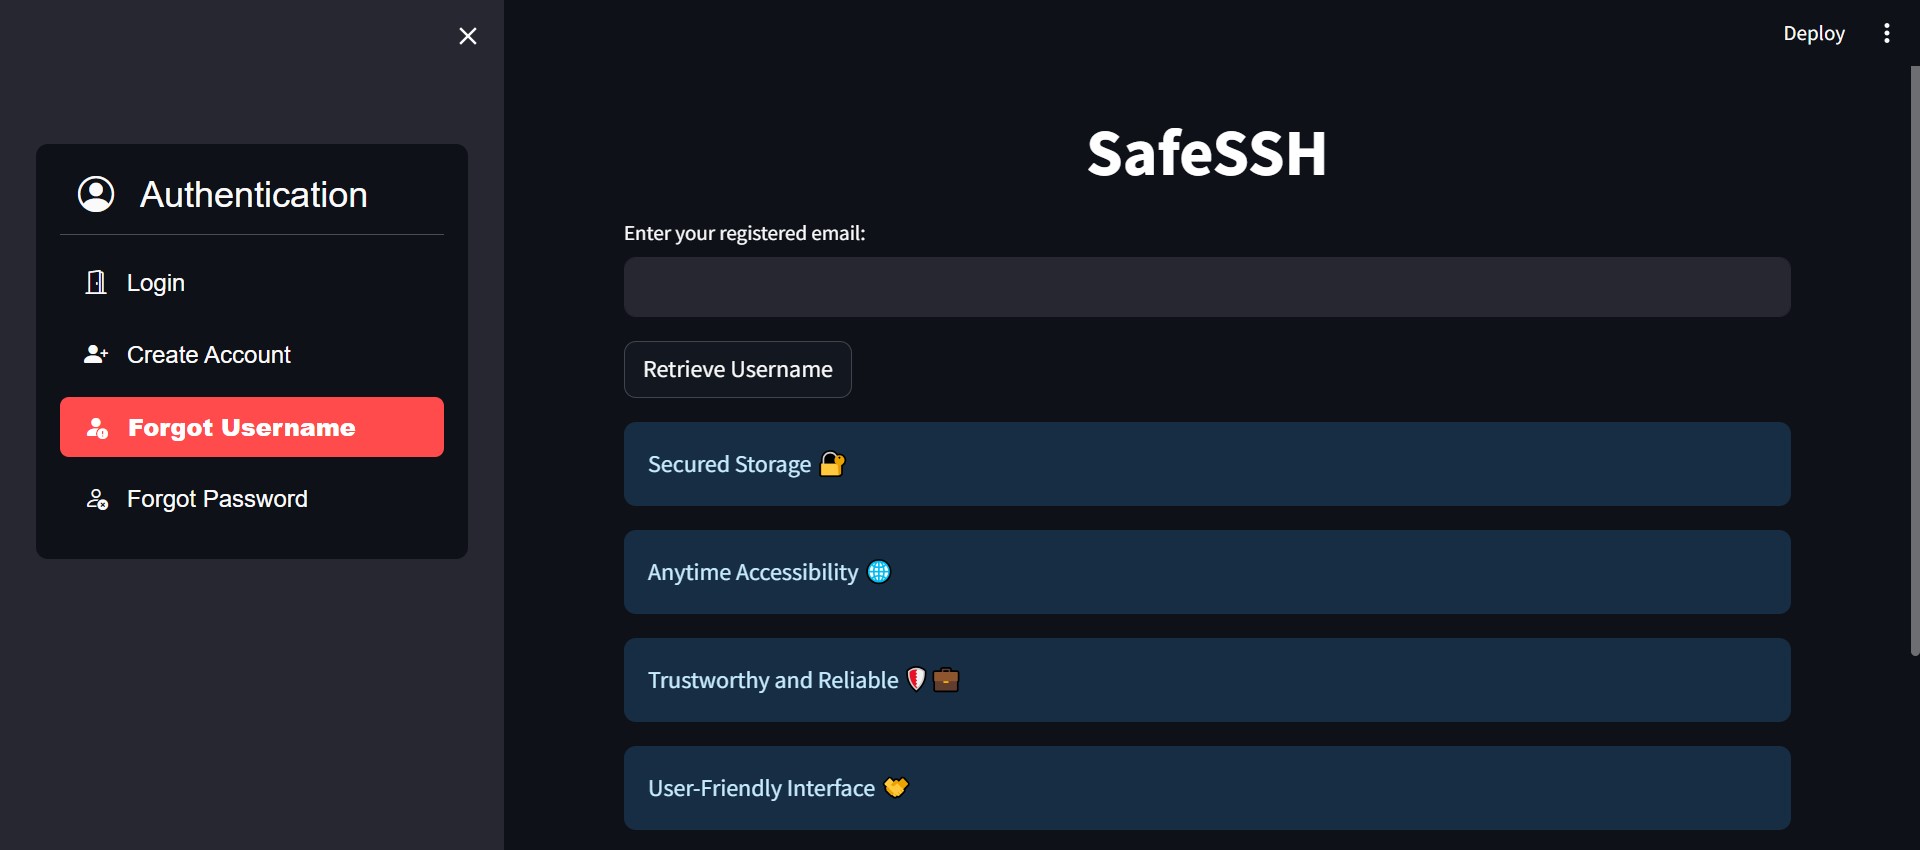 Deploy
Authentication
Login
Create Account
Forgot Username
Forgot Password
SafeSSH
Enter your registered email:
Retrieve Username
Secured Storage 🔐
Anytime Accessibility 🌐
Trustworthy and Reliable 🛡️💼
User-Friendly Interface 🤝